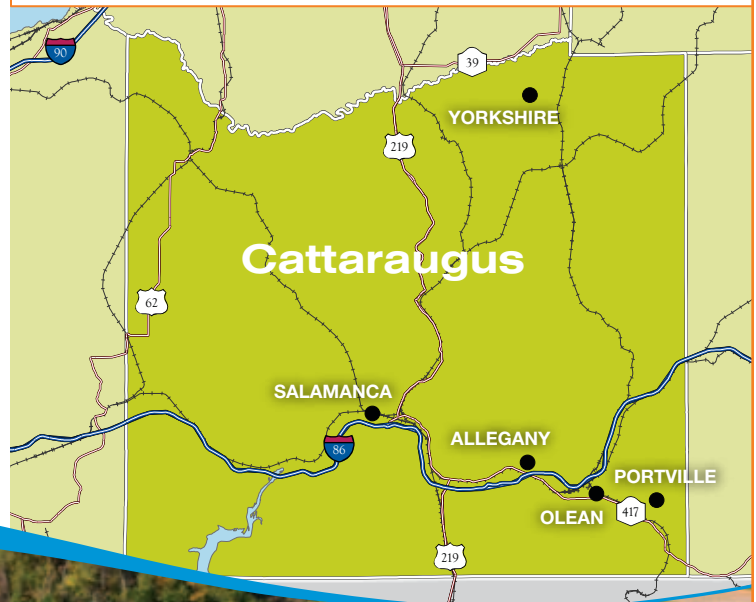 90
39
YORKSHIRE
219
Cattaraugus
62
SALAMANCA
86
ALLEGANY
PORTVILLE
OLEAN
417
219